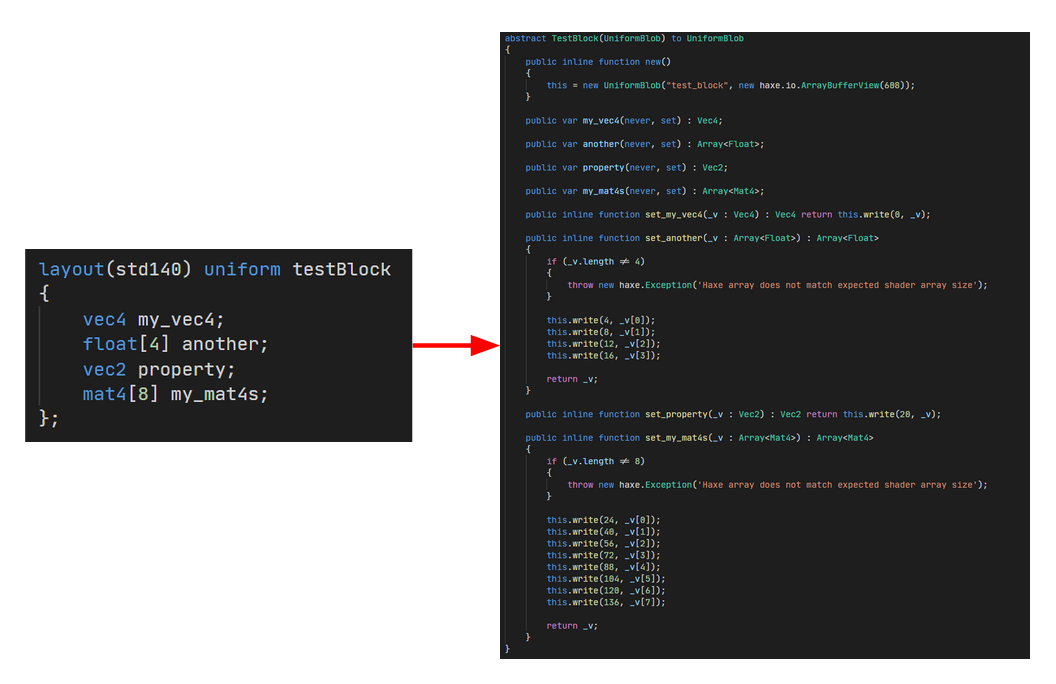 layout(std140) uniform testBlock
{
    vec4 my_vec4;
    float[4] another;
    vec2 property;
    mat4[8] my_mat4s;
};
abstract TestBlock(UniformBlob) to UniformBlob
{
    public inline function new()
    {
        this = new UniformBlob("test_block", new haxe.io.ArrayBufferView(608));
    }
    public var my_vec4(never, set) : Vec4;
    public var another(never, set) : Array<Float>;
    public var property(never, set) : Vec2;
    public var my_mat4s(never, set) : Array<Mat4>;
    public inline function set_my_vec4(_v : Vec4) : Vec4 return this.write(0, _v);
    public inline function set_another(_v : Array<Float>) : Array<Float>
    {
        if (_v.length ≠ 4)
        {
            throw new haxe.Exception('Haxe array does not match expected shader array size');
        }
        this.write(4, _v[0]);
        this.write(8, _v[1]);
        this.write(12, _v[2]);
        this.write(16, _v[3]);
        return _v;
    }
    public inline function set_property(_v : Vec2) : Vec2 return this.write(20, _v);
    public inline function set_my_mat4s(_v : Array<Mat4>) : Array<Mat4>
    {
        if (_v.length ≠ 8)
        {
            throw new haxe.Exception('Haxe array does not match expected shader array size');
        }
        this.write(24, _v[0]);
        this.write(40, _v[1]);
        this.write(56, _v[2]);
        this.write(72, _v[3]);
        this.write(88, _v[4]);
        this.write(104, _v[5]);
        this.write(120, _v[6]);
        this.write(136, _v[7]);
        return _v;
    }
}